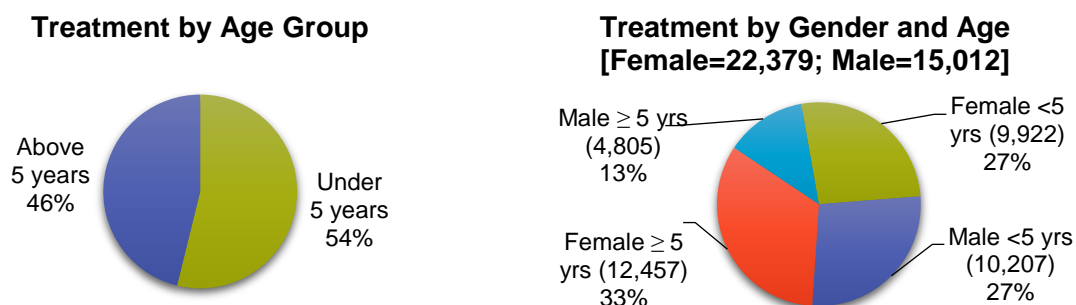 Treatment by Age Group
Above
5 years
46%
Under
5 years
54%
Treatment by Gender and Age
[Female=22,379; Male=15,012]
Male ≥ 5 yrs
(4,805)
13%
Female <5
yrs (9,922)
27%
Female ≥ 5
yrs (12,457)
33%
Male <5 yrs
(10,207)
27%